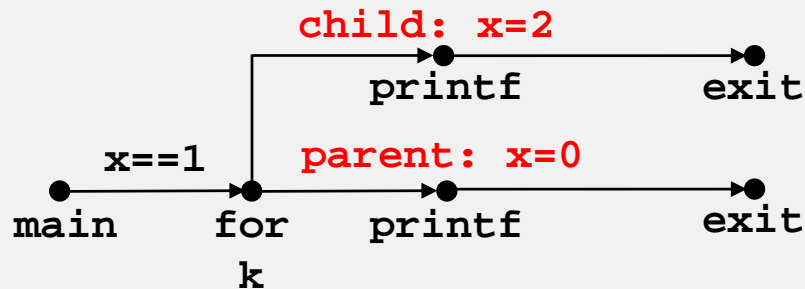 child: x=2
printf exit
x==1 parent: x=0
main for printf exit
k